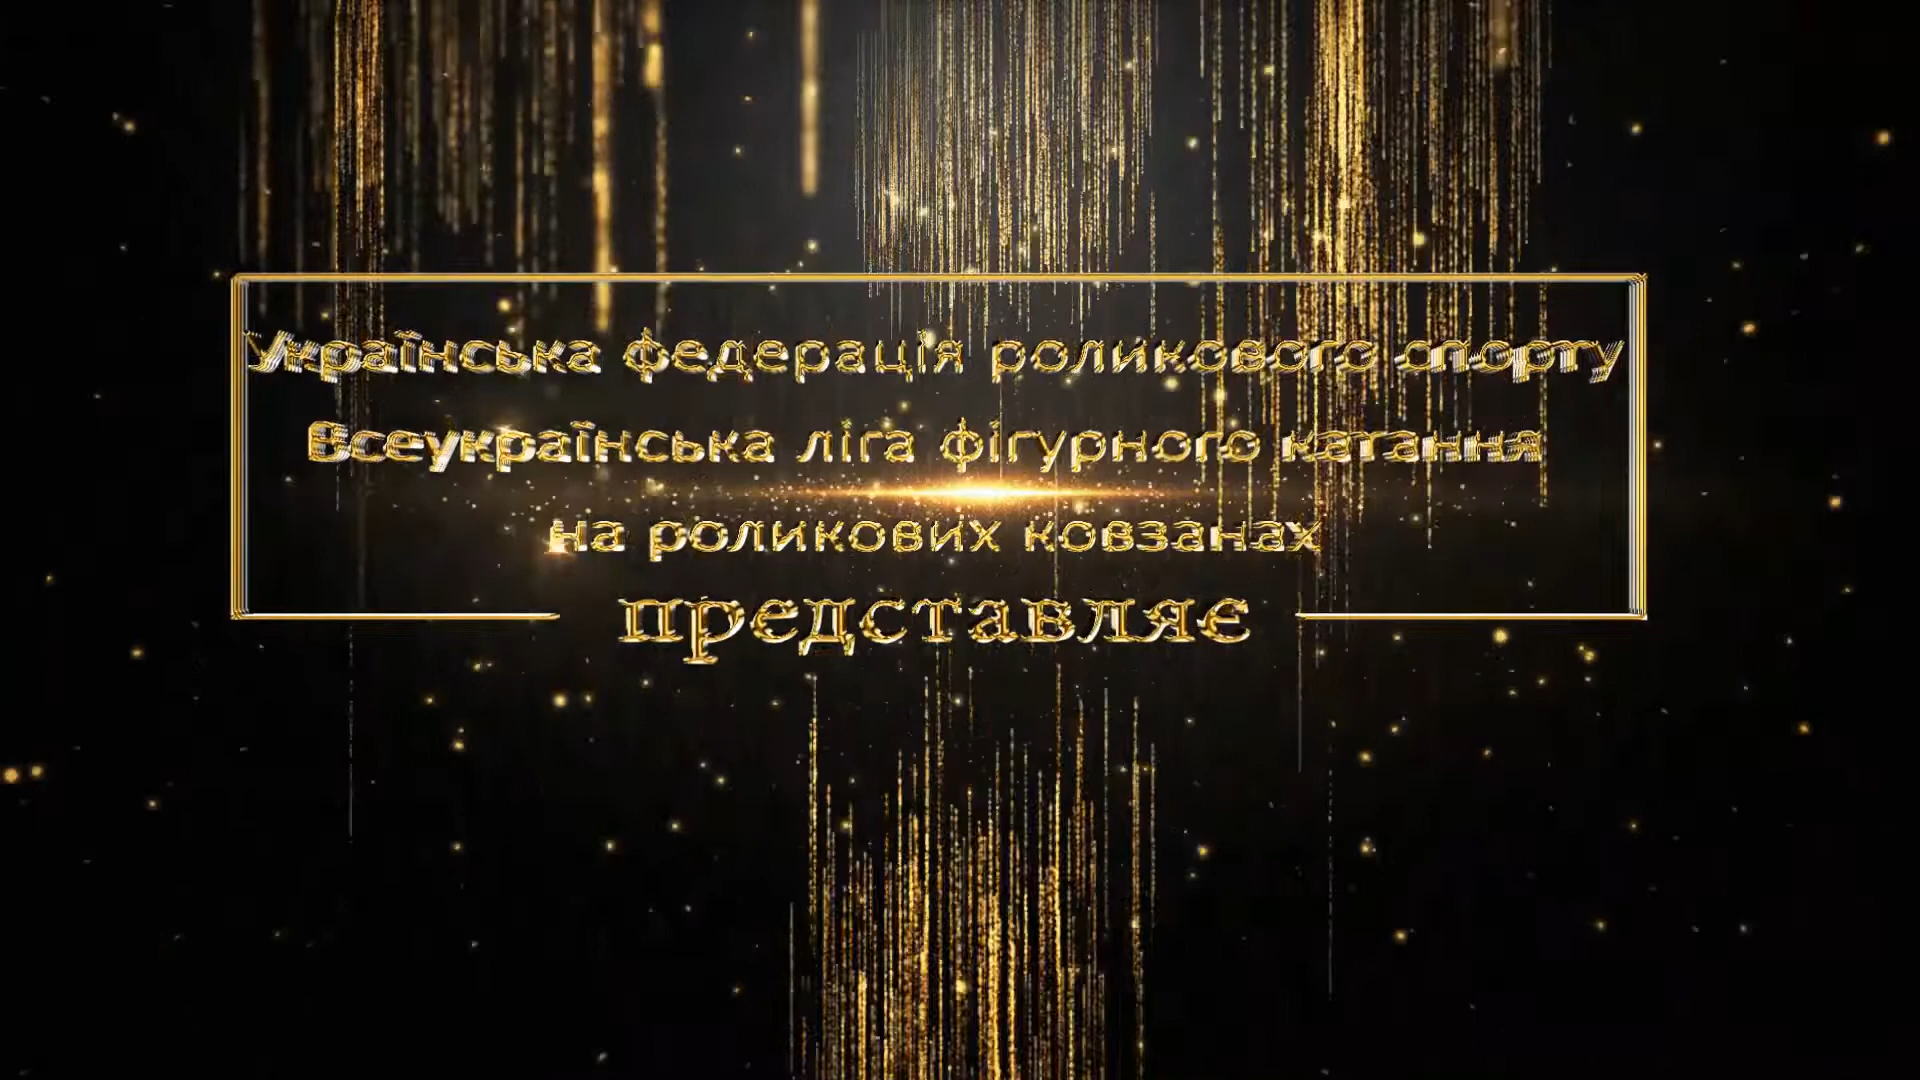 Українська федерація роликового спорту
Всеукраїнська ліга фігурного катання
на роликових ковзанах
представляє